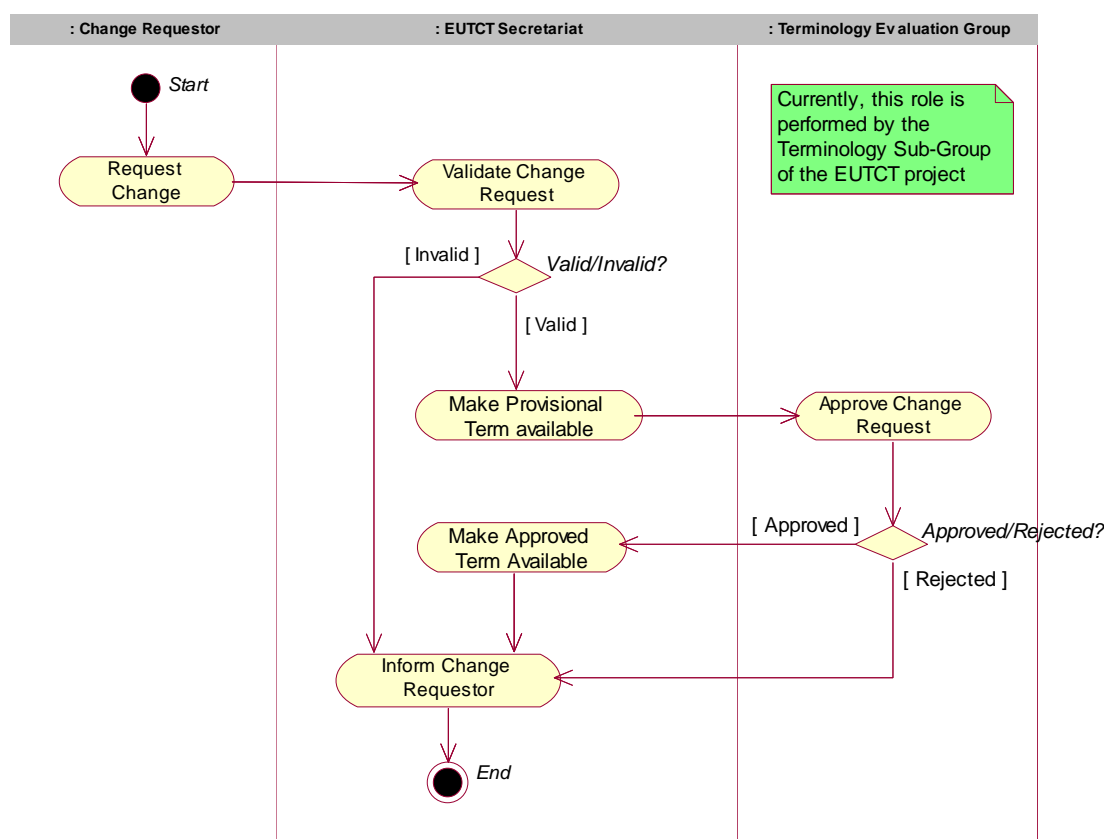 : Change Requestor
: EUTCT Secretariat
: Terminology Evaluation Group
Start
Currently, this role is
performed by the
Terminology Sub-Group
of the EUTCT project
Request
Change
Validate Change
Request
[ Invalid ]
Valid/Invalid?
[ Valid ]
Make Provisional
Term available
Approve Change
Request
[ Approved ]
Approved/Rejected?
Make Approved
Term Available
[ Rejected ]
Inform Change
Requestor
End